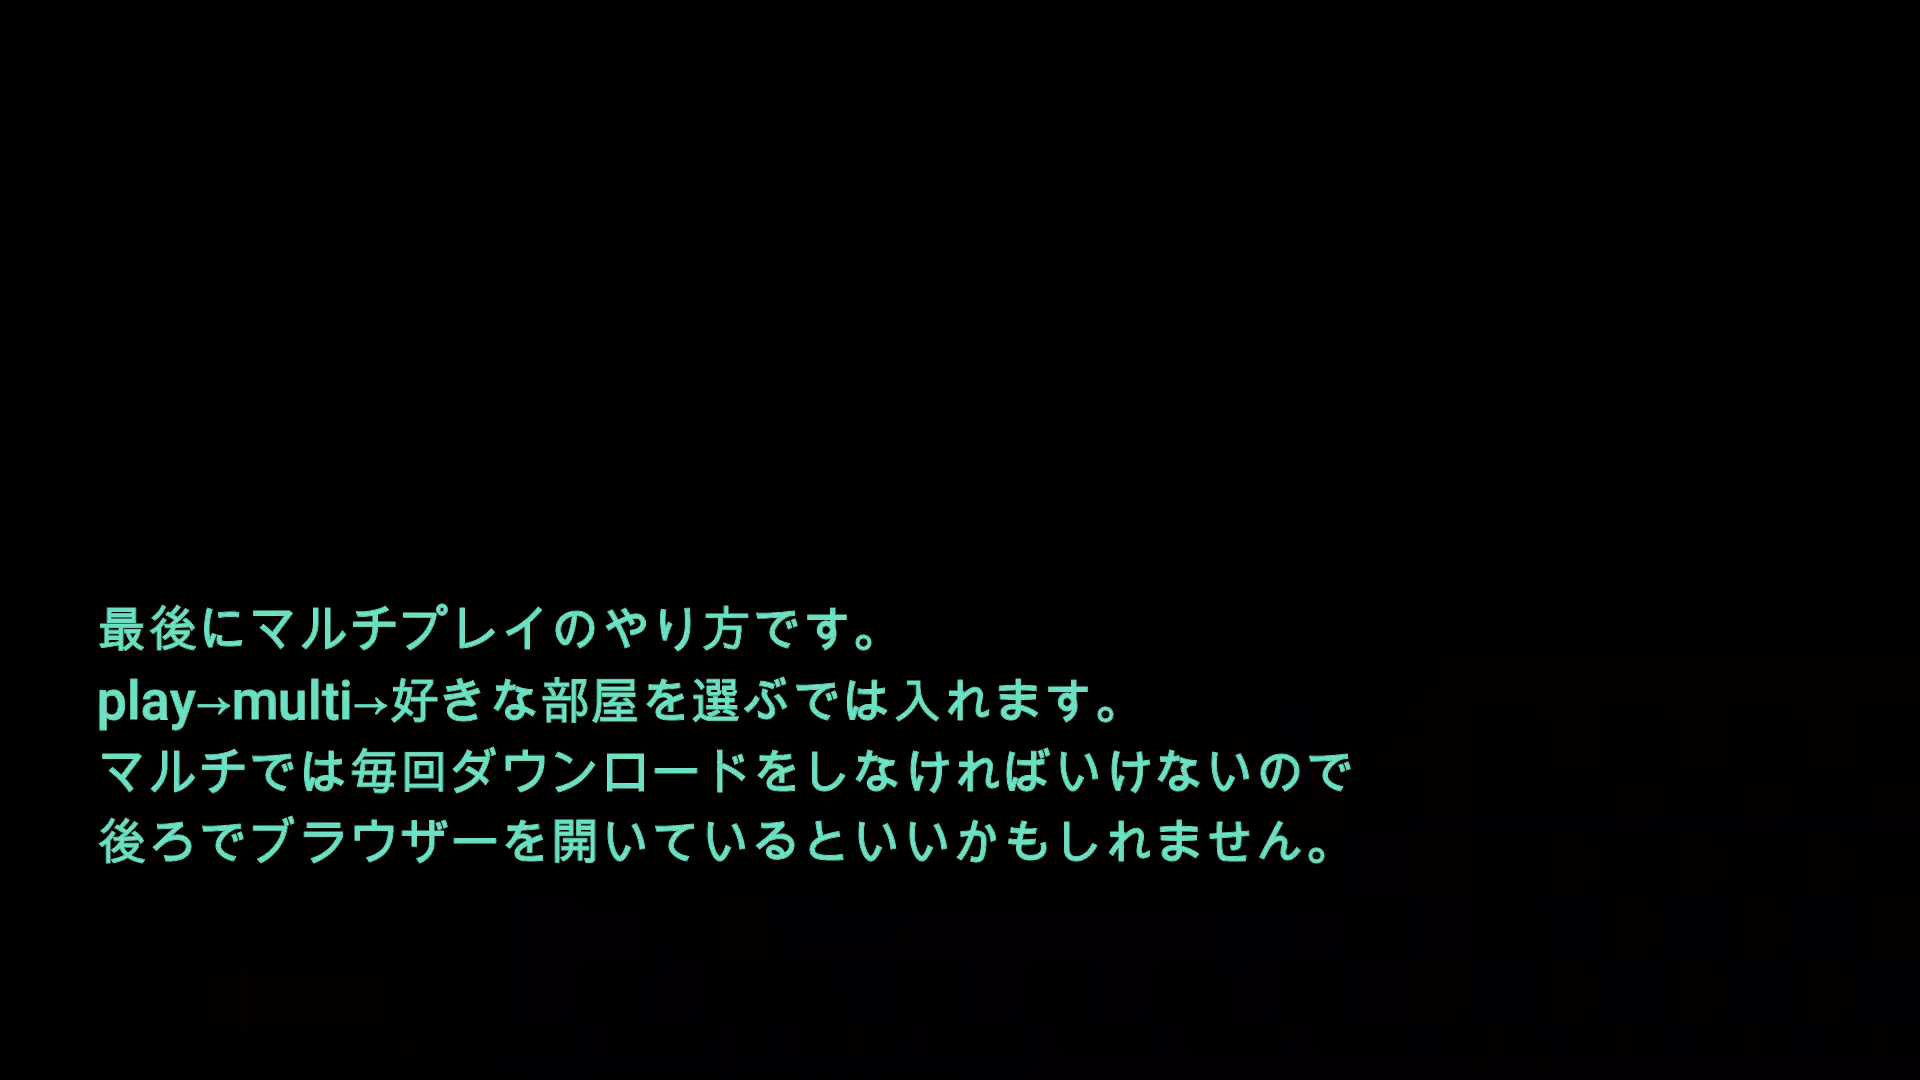 最後にマルチプレイのやり方です。
play→multi→好きな部屋を選ぶでは入れます。
マルチでは毎回ダウンロードをしなければいけないので
後ろでブラウザーを開いているといいかもしれません。